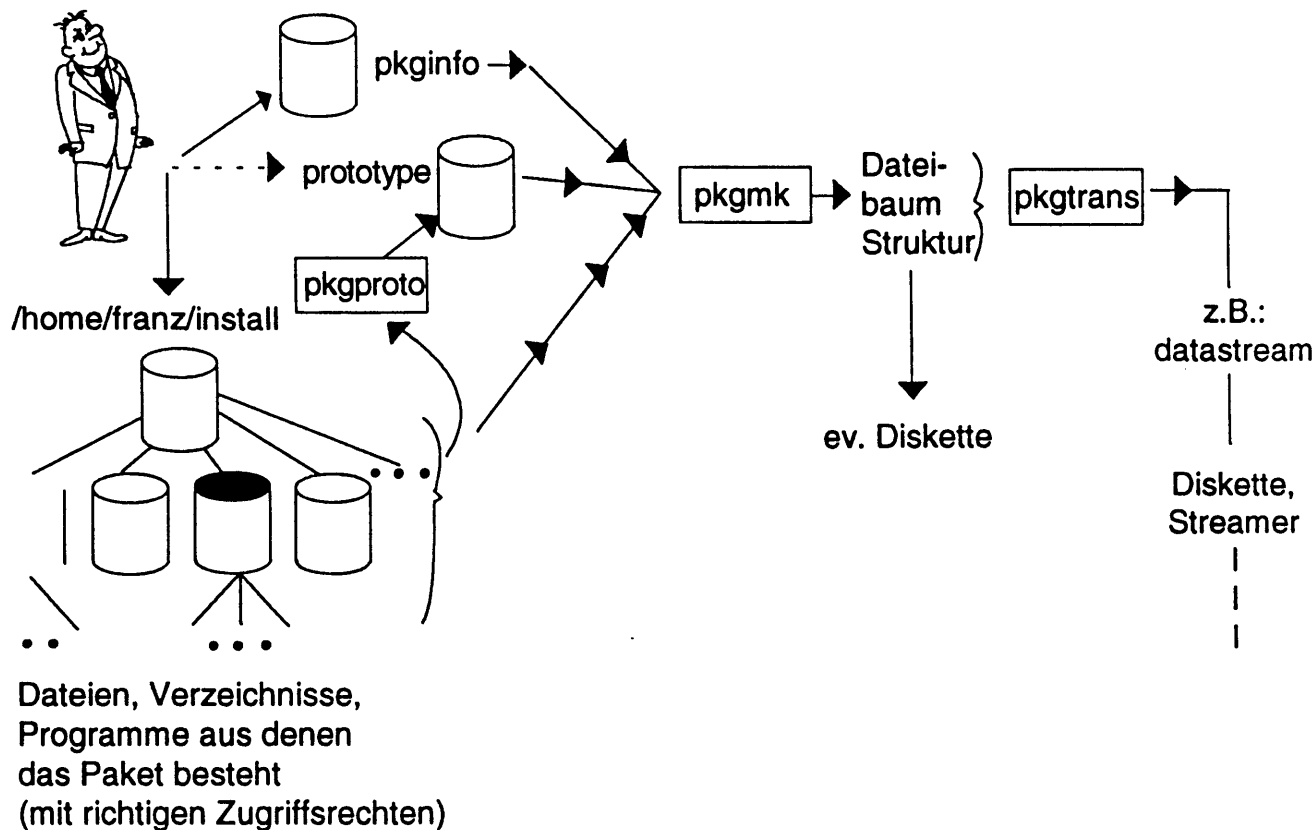 pkginfo
prototype
pkgmk
Datei-
baum
Struktur
pkgtrans
pkgproto
/home/franz/install
z.B.:
datastream
ev. Diskette
Diskette,
Streamer
Dateien, Verzeichnisse,
Programme aus denen
das Paket besteht
(mit richtigen Zugriffsrechten)